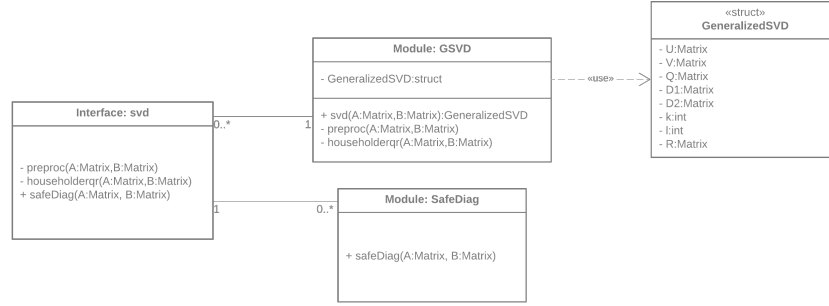 «struct»
GeneralizedSVD
- U:Matrix
- V:Matrix
- Q:Matrix
- D1:Matrix
- D2:Matrix
- k:int
- l:int
- R:Matrix
Module: GSVD
- GeneralizedSVD:struct
+ svd(A:Matrix,B:Matrix):GeneralizedSVD
- preproc(A:Matrix,B:Matrix)
- householderqr(A:Matrix,B:Matrix)
«use»
Interface: svd
- preproc(A:Matrix,B:Matrix)
- householderqr(A:Matrix,B:Matrix)
+ safeDiag(A:Matrix, B:Matrix)
0..*
1
1
0..*
Module: SafeDiag
+ safeDiag(A:Matrix, B:Matrix)